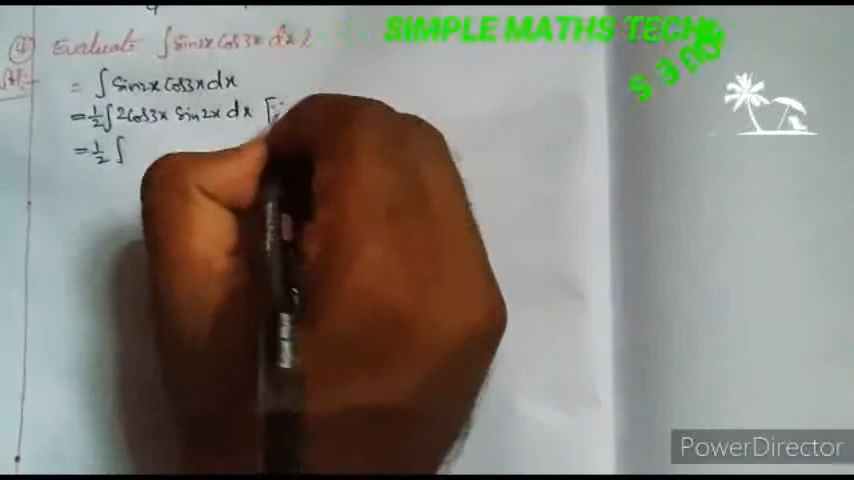 SIMPLE MATHS TECH
④ Evaluate ∫sin2x cos3x dx ?
Sol:-
= ∫ sin2x cos3x dx
= 1/2 ∫ 2cos3x sin2x dx [∵
= 1/2 ∫
PowerDirector